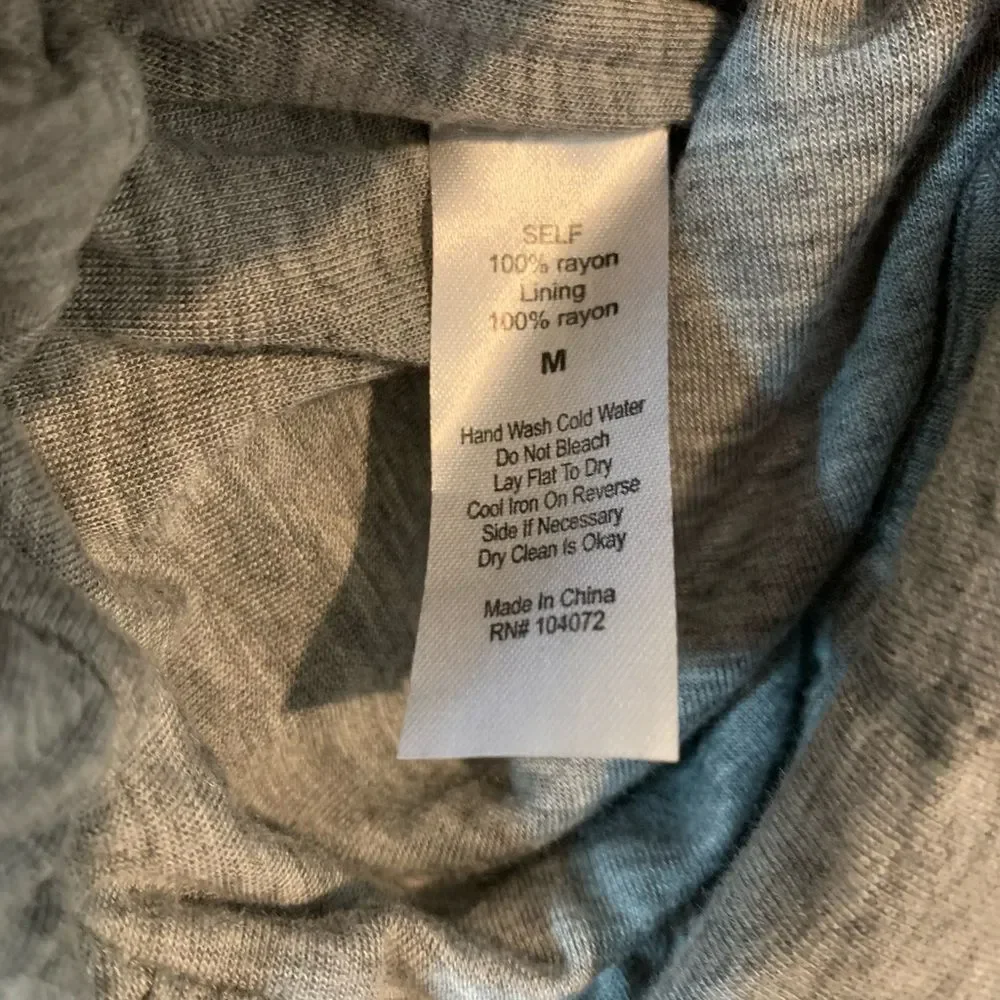 SELF
100% rayon
Lining
100% rayon
M
Hand Wash Cold Water
Do Not Bleach
Lay Flat To Dry
Cool Iron On Reverse
Side If Necessary
Dry Clean Is Okay
Made In China
RN# 104072